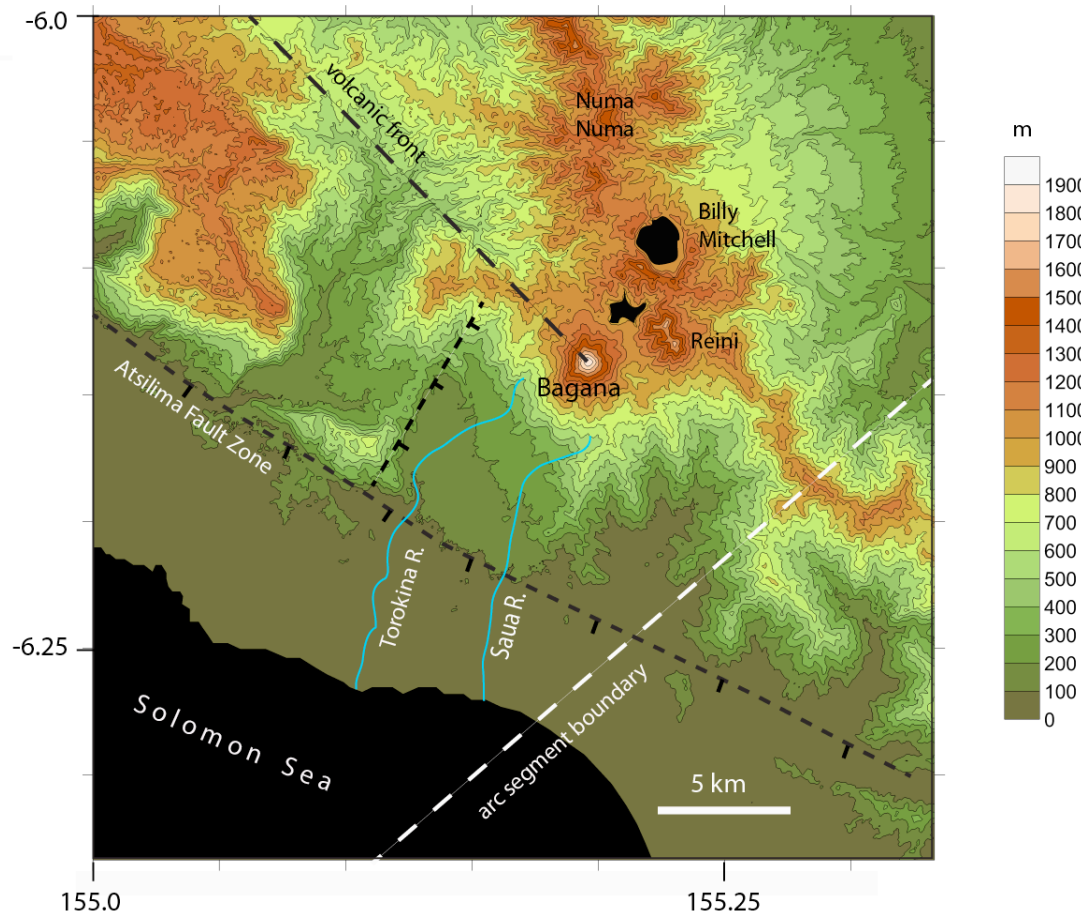 -6.0
volcanic front
Numa
Numa
m
Billy
Mitchell
1900
1800
1700
1600
1500
1400
1300
1200
1100
1000
900
800
700
600
500
400
300
200
100
0
Reini
Bagana
Atsilima Fault Zone
Torokina R.
Saua R.
-6.25
arc segment boundary
Solomon Sea
5 km
155.0
155.25